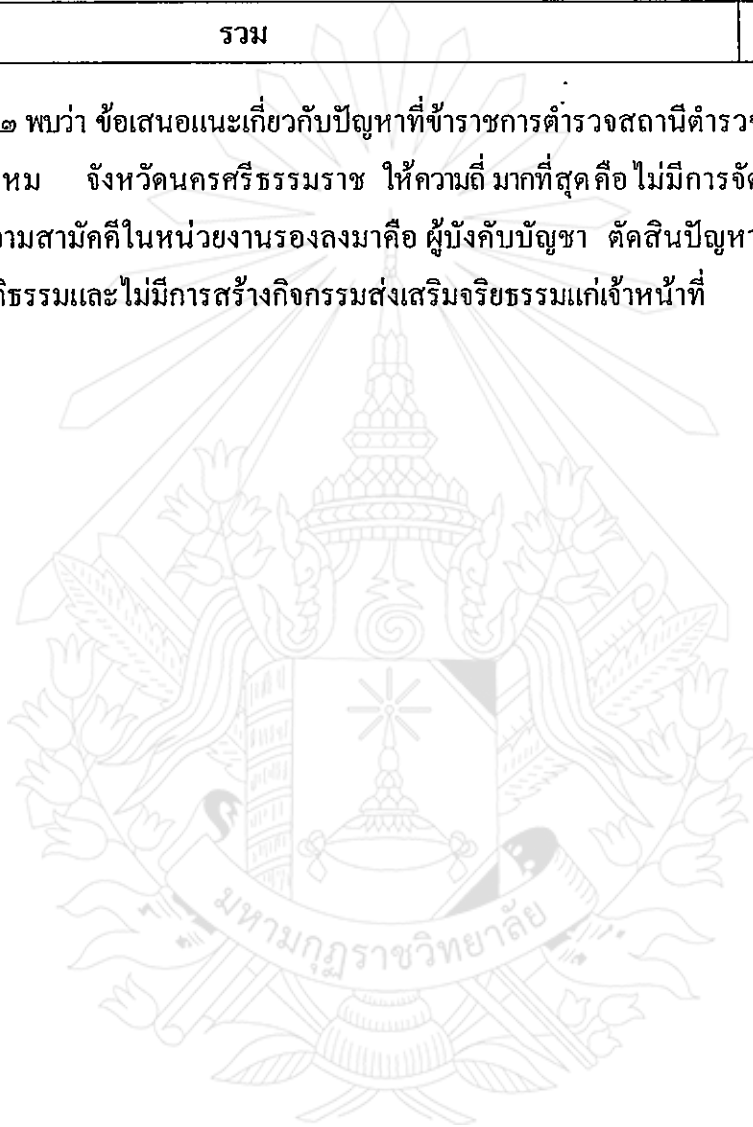 รวม
๑ พบว่า ข้อเสนอแนะเกี่ยวกับปัญหาที่ข้าราชการตำรวจสถานีตำรวจ
หม จังหวัดนครศรีธรรมราช ให้ความถี่ มากที่สุด คือ ไม่มีการจัด
วามสามัคคีในหน่วยงานรองลงมาคือ ผู้บังคับบัญชา ตัดสินปัญหา
ติธรรมและไม่มีการสร้างกิจกรรมส่งเสริมจริยธรรมแก่เจ้าหน้าที่
มหามกุฏราชวิทยาลัย